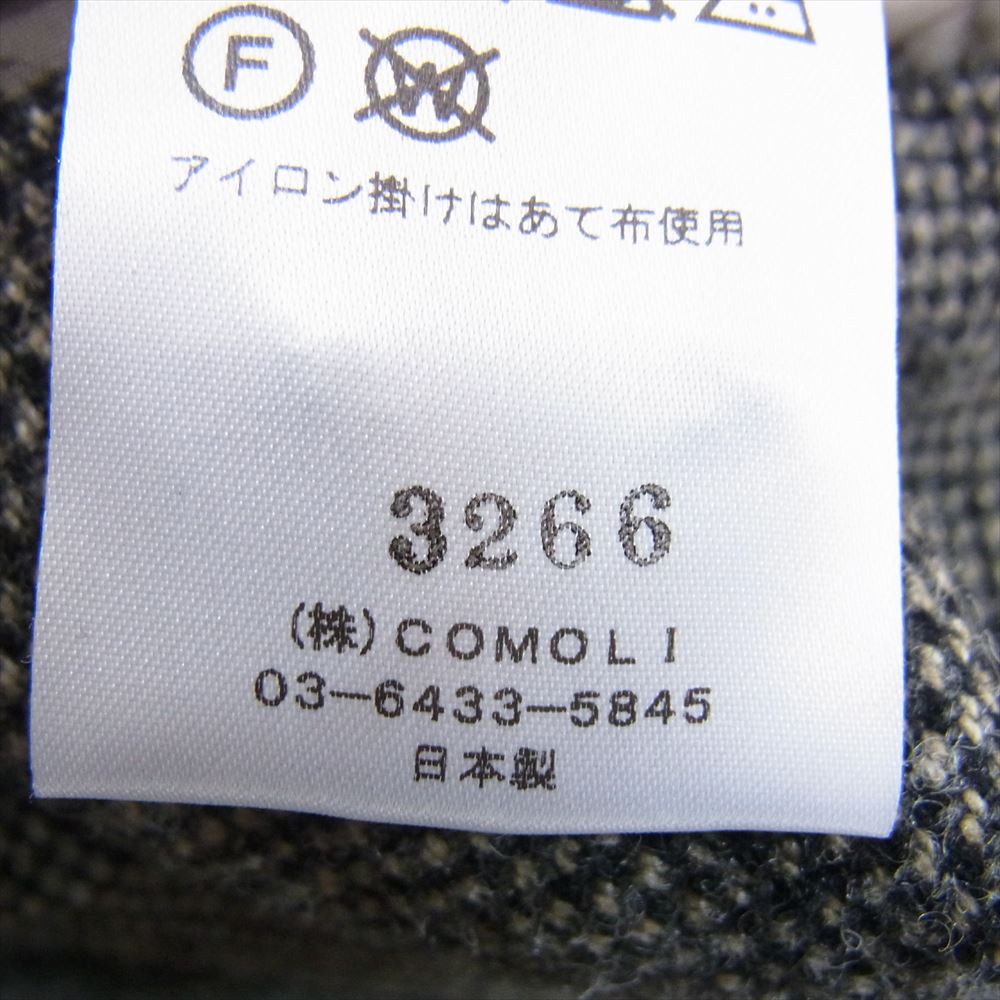 F W
アイロン掛けはあて布使用
3266
(株)COMOLI
03-6433-5845
日本製